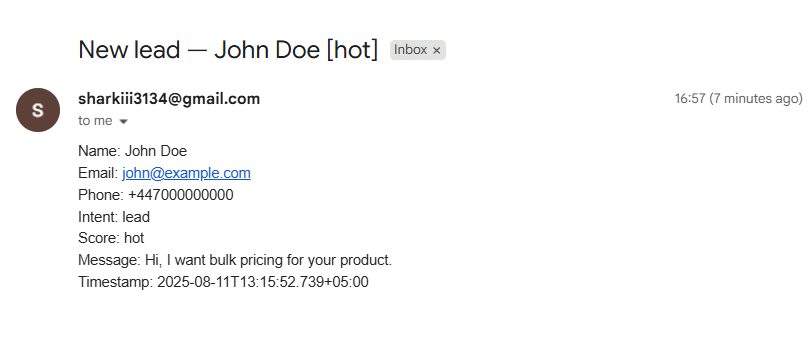 New lead — John Doe [hot] Inbox ×
S
sharkiii3134@gmail.com 16:57 (7 minutes ago)
to me
Name: John Doe
Email: john@example.com
Phone: +447000000000
Intent: lead
Score: hot
Message: Hi, I want bulk pricing for your product.
Timestamp: 2025-08-11T13:15:52.739+05:00